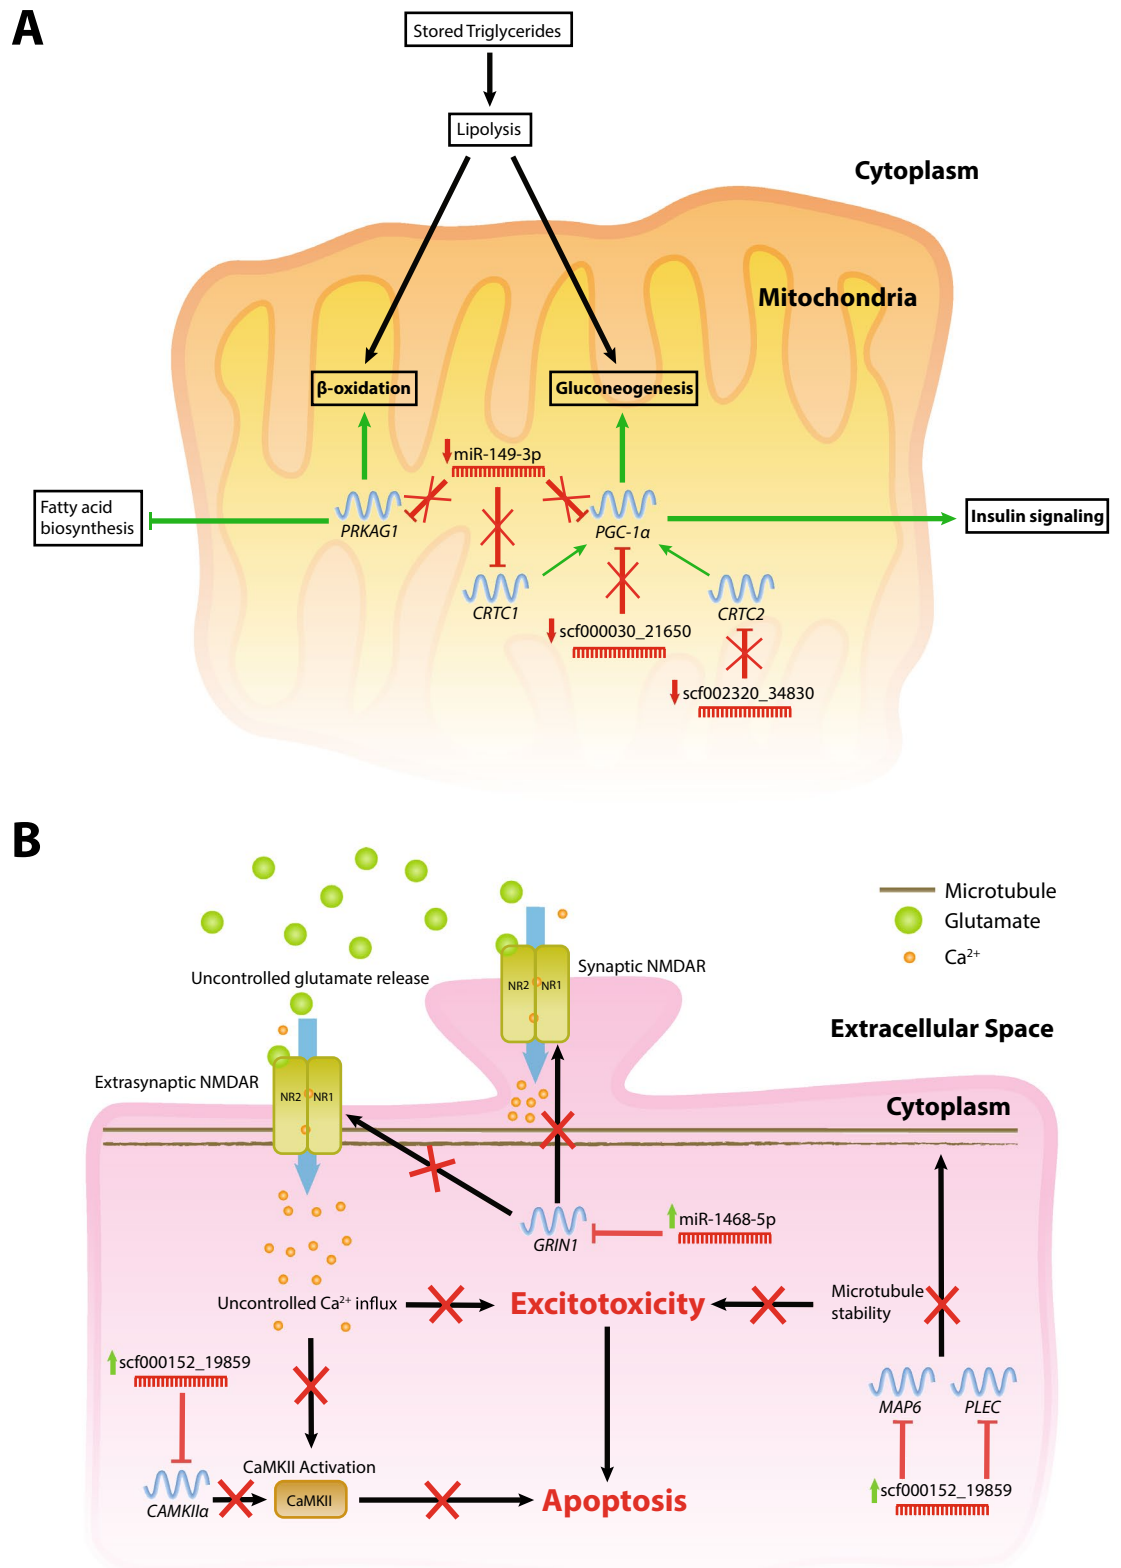 A
Stored Triglycerides
Lipolysis
Cytoplasm
Mitochondria
β-oxidation
Gluconeogenesis
miR-149-3p
Fatty acid
biosynthesis
PRKAG1
PGC-1α
Insulin signaling
CRTC1
CRTC2
scf000030_21650
scf002320_34830
B
Microtubule
Glutamate
Ca²⁺
Uncontrolled glutamate release
Synaptic NMDAR
NR2 NR1
Extracellular Space
Extrasynaptic NMDAR
NR2 NR1
Cytoplasm
miR-1468-5p
GRIN1
Uncontrolled Ca²⁺ influx
Excitotoxicity
Microtubule
stability
scf000152_19859
MAP6
PLEC
CaMKII Activation
CaMKII
CAMKIIα
Apoptosis
scf000152_19859